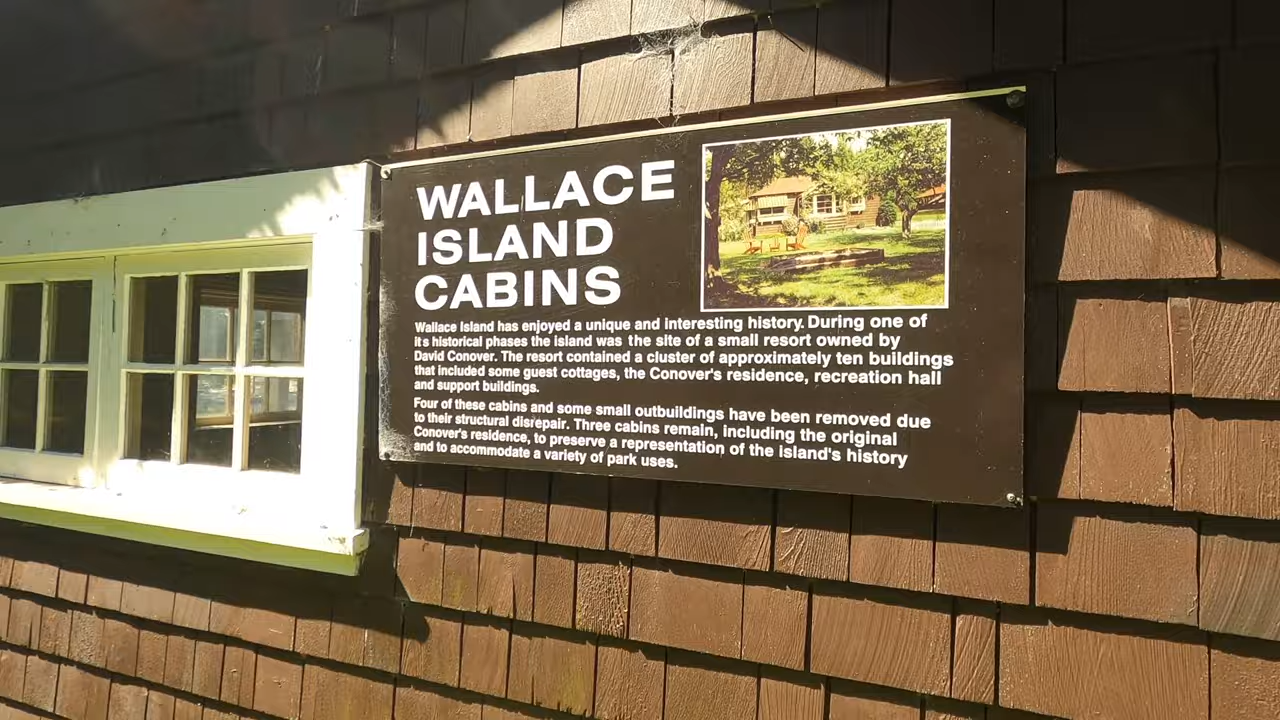 WALLACE
ISLAND
CABINS
Wallace Island has enjoyed a unique and interesting history. During one of
its historical phases the island was the site of a small resort owned by
David Conover. The resort contained a cluster of approximately ten buildings
that included some guest cottages, the Conover's residence, recreation hall
and support buildings.
Four of these cabins and some small outbuildings have been removed due
to their structural disrepair. Three cabins remain, including the original
Conover's residence, to preserve a representation of the island's history
and to accommodate a variety of park uses.